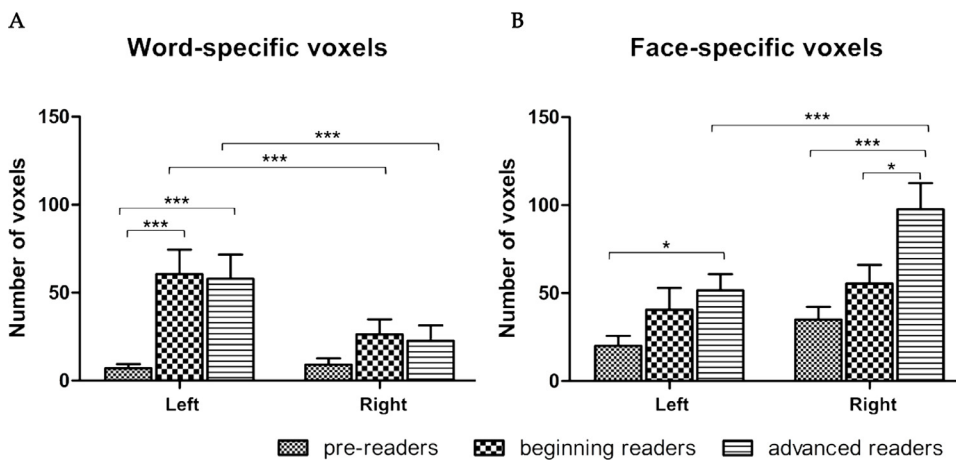 A
Word-specific voxels
Number of voxels
150
100
50
0
***
***
***
***
Left
Right
B
Face-specific voxels
Number of voxels
150
100
50
0
***
***
*
*
Left
Right
pre-readers
beginning readers
advanced readers